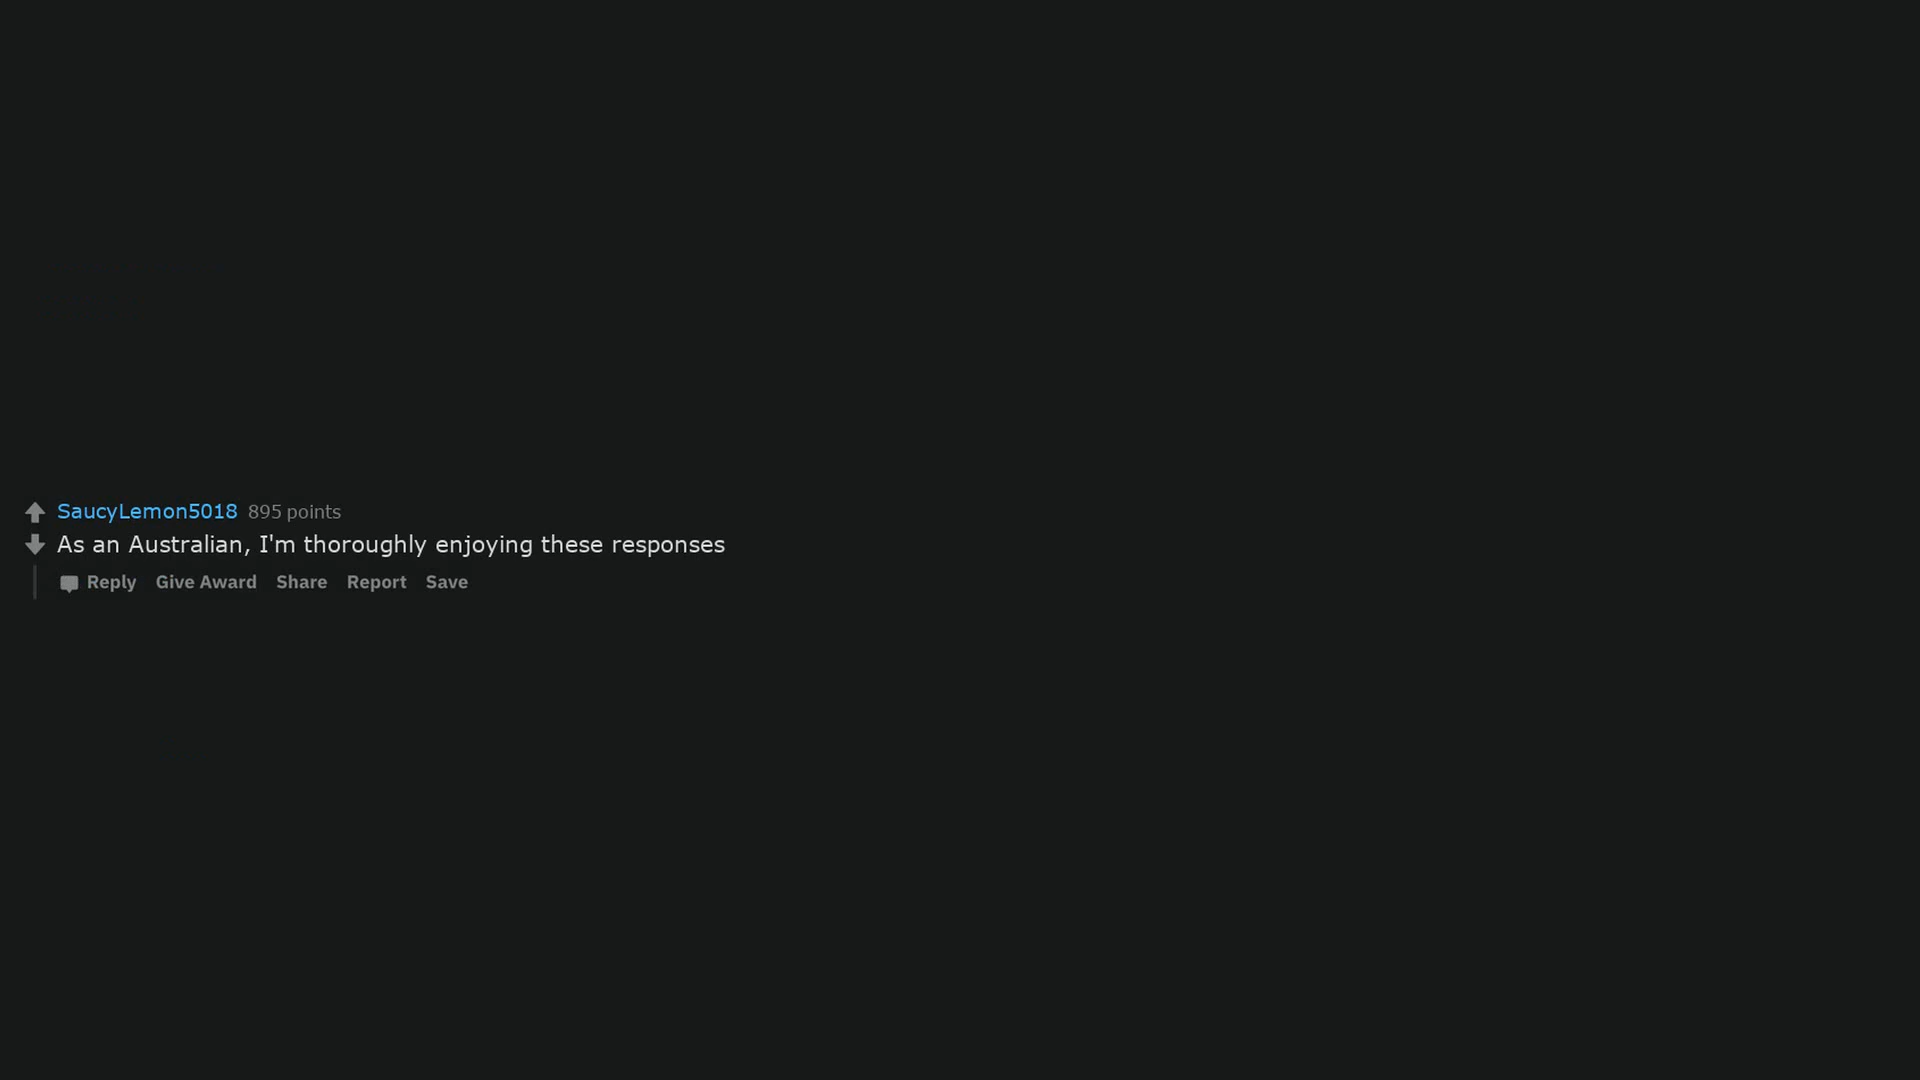 SaucyLemon5018 895 points
As an Australian, I'm thoroughly enjoying these responses
Reply Give Award Share Report Save